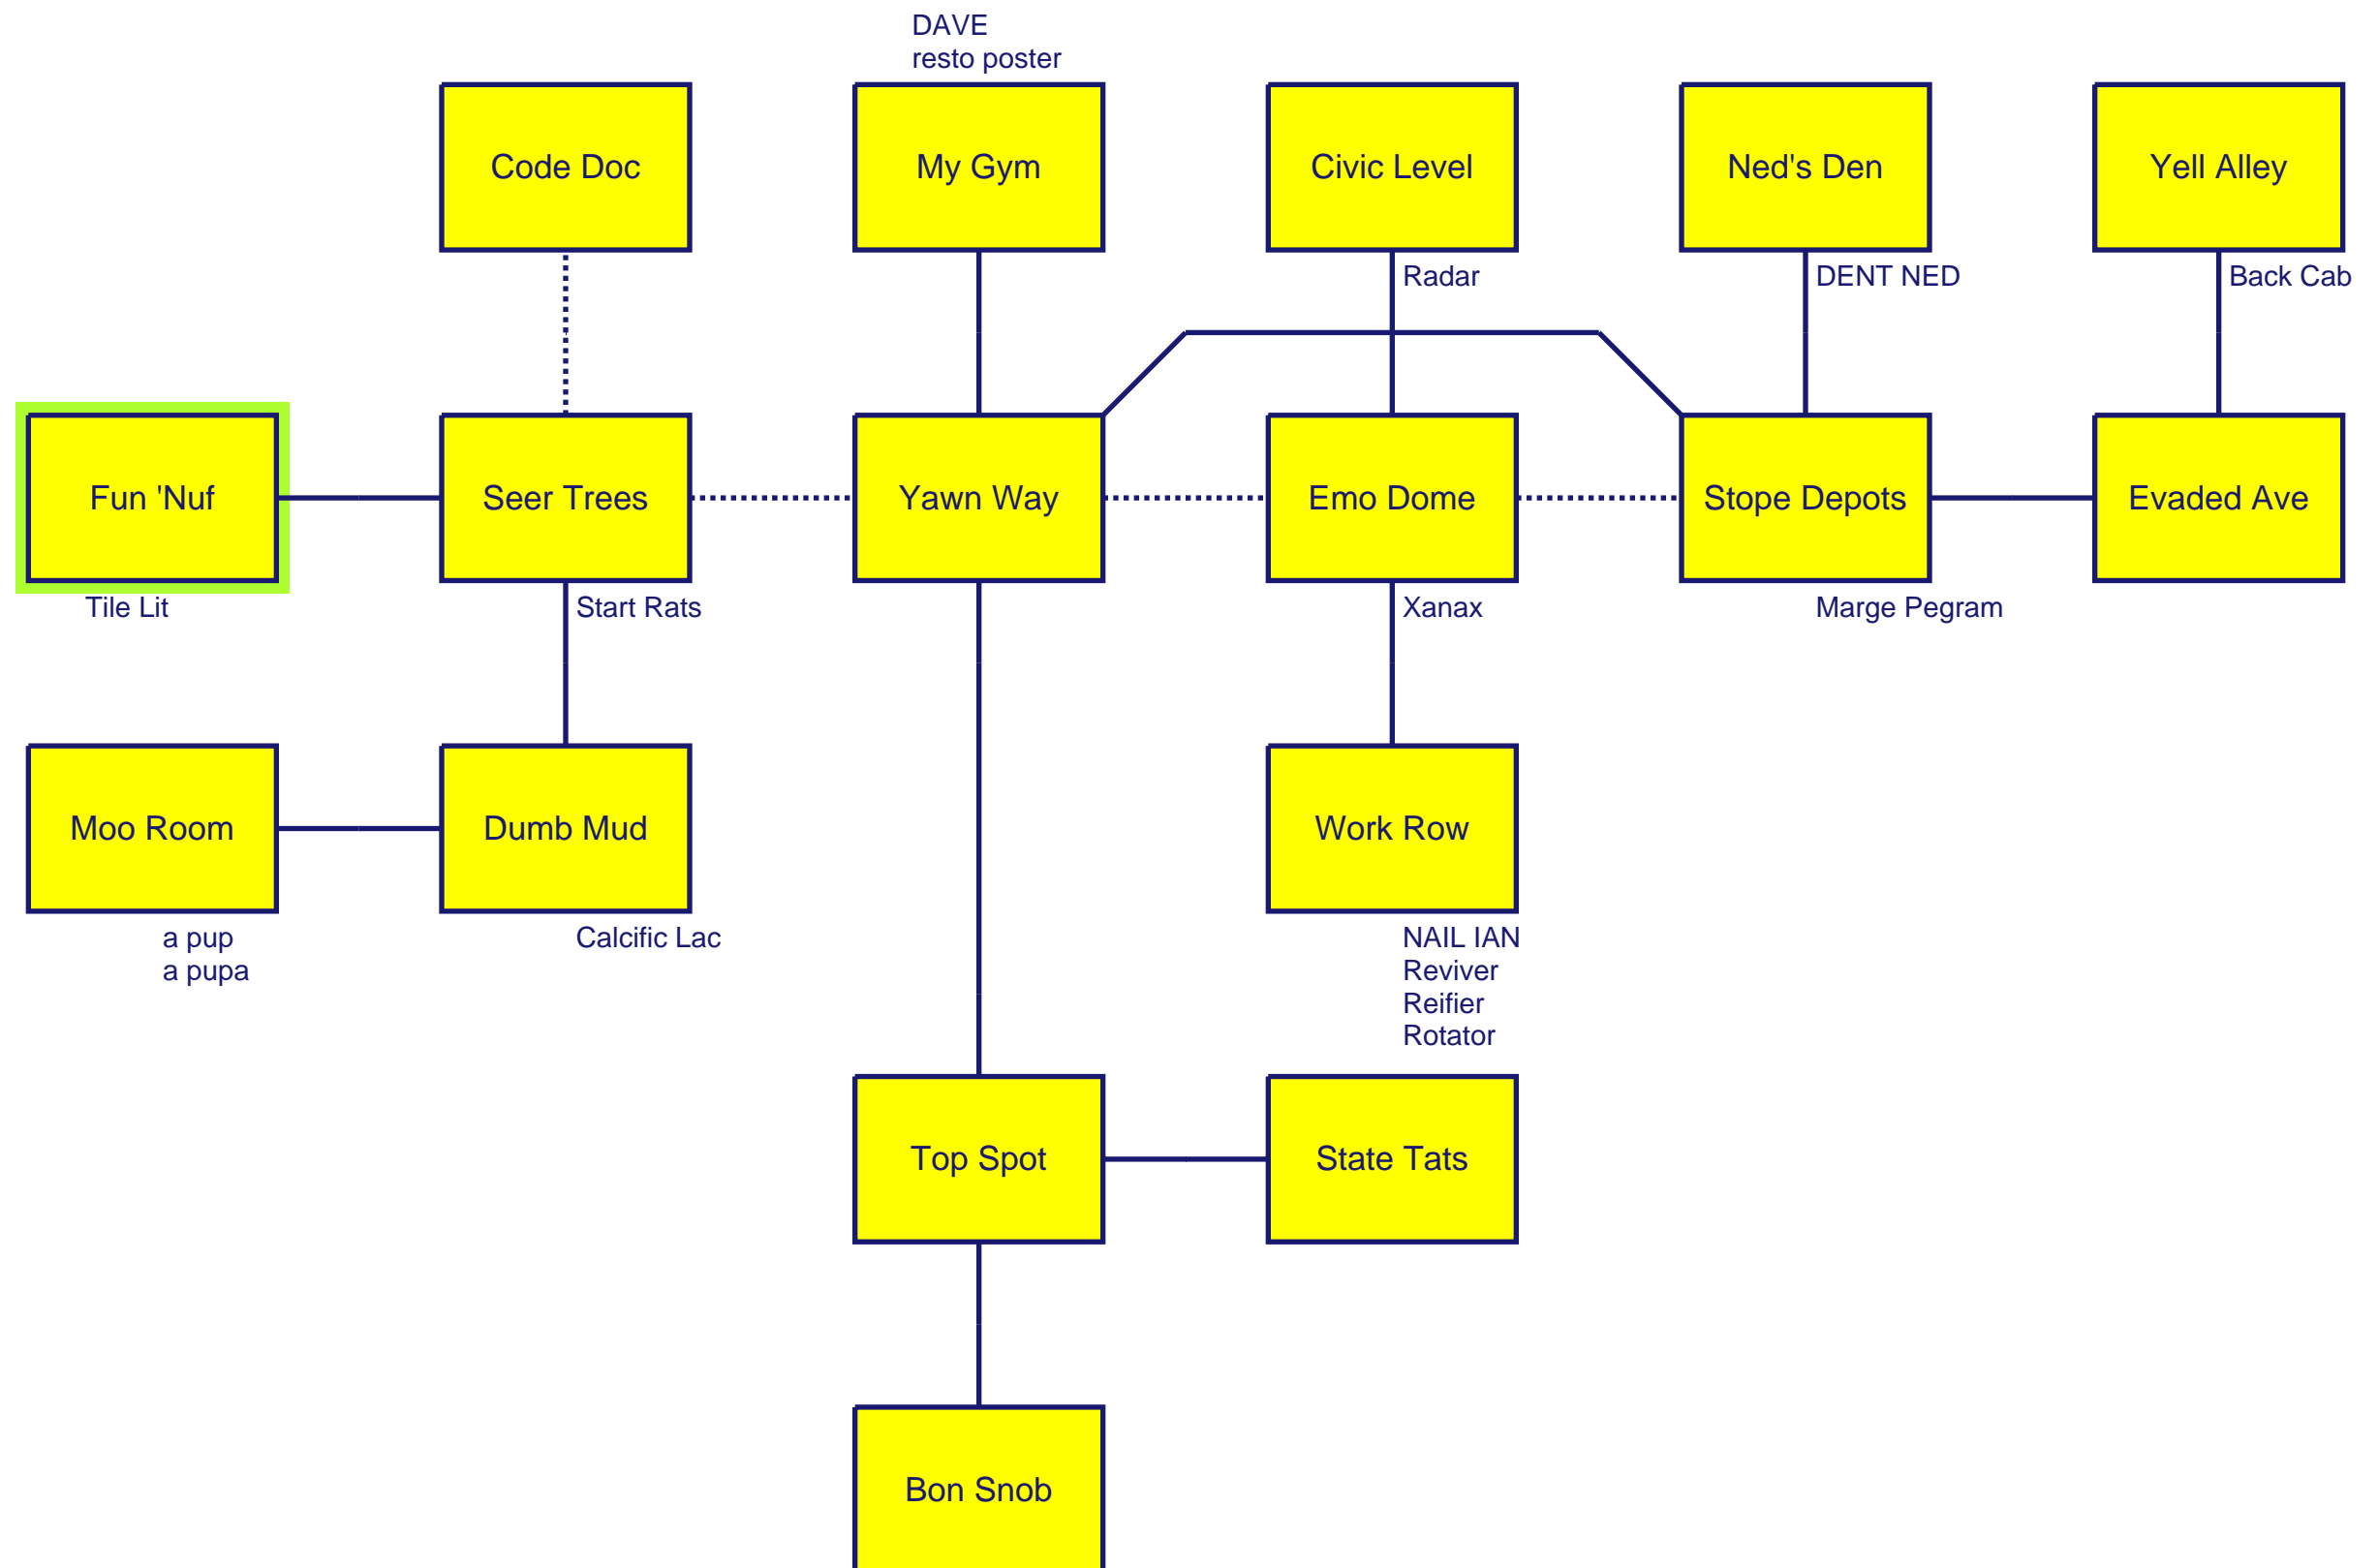 DAVE
resto poster
Code Doc
My Gym
Civic Level
Ned's Den
Yell Alley
Radar
DENT NED
Back Cab
Fun 'Nuf
Seer Trees
Yawn Way
Emo Dome
Stope Depots
Evaded Ave
Tile Lit
Start Rats
Xanax
Marge Pegram
Moo Room
Dumb Mud
Work Row
a pup
a pupa
Calcific Lac
NAIL IAN
Reviver
Reifier
Rotator
Top Spot
State Tats
Bon Snob